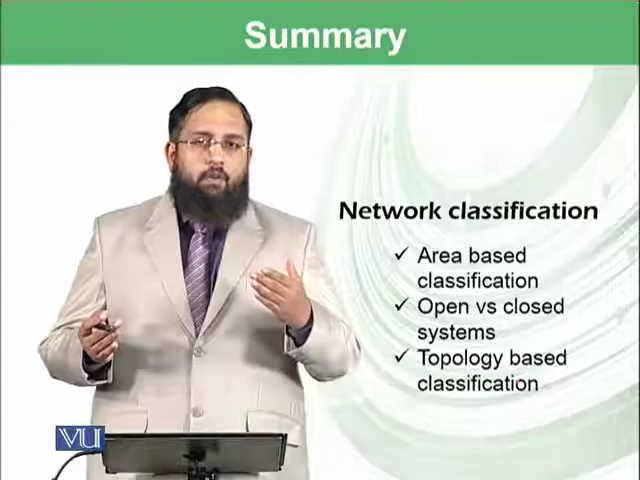 Summary
Network classification
✓ Area based
classification
✓ Open vs closed
systems
✓ Topology based
classification
VU